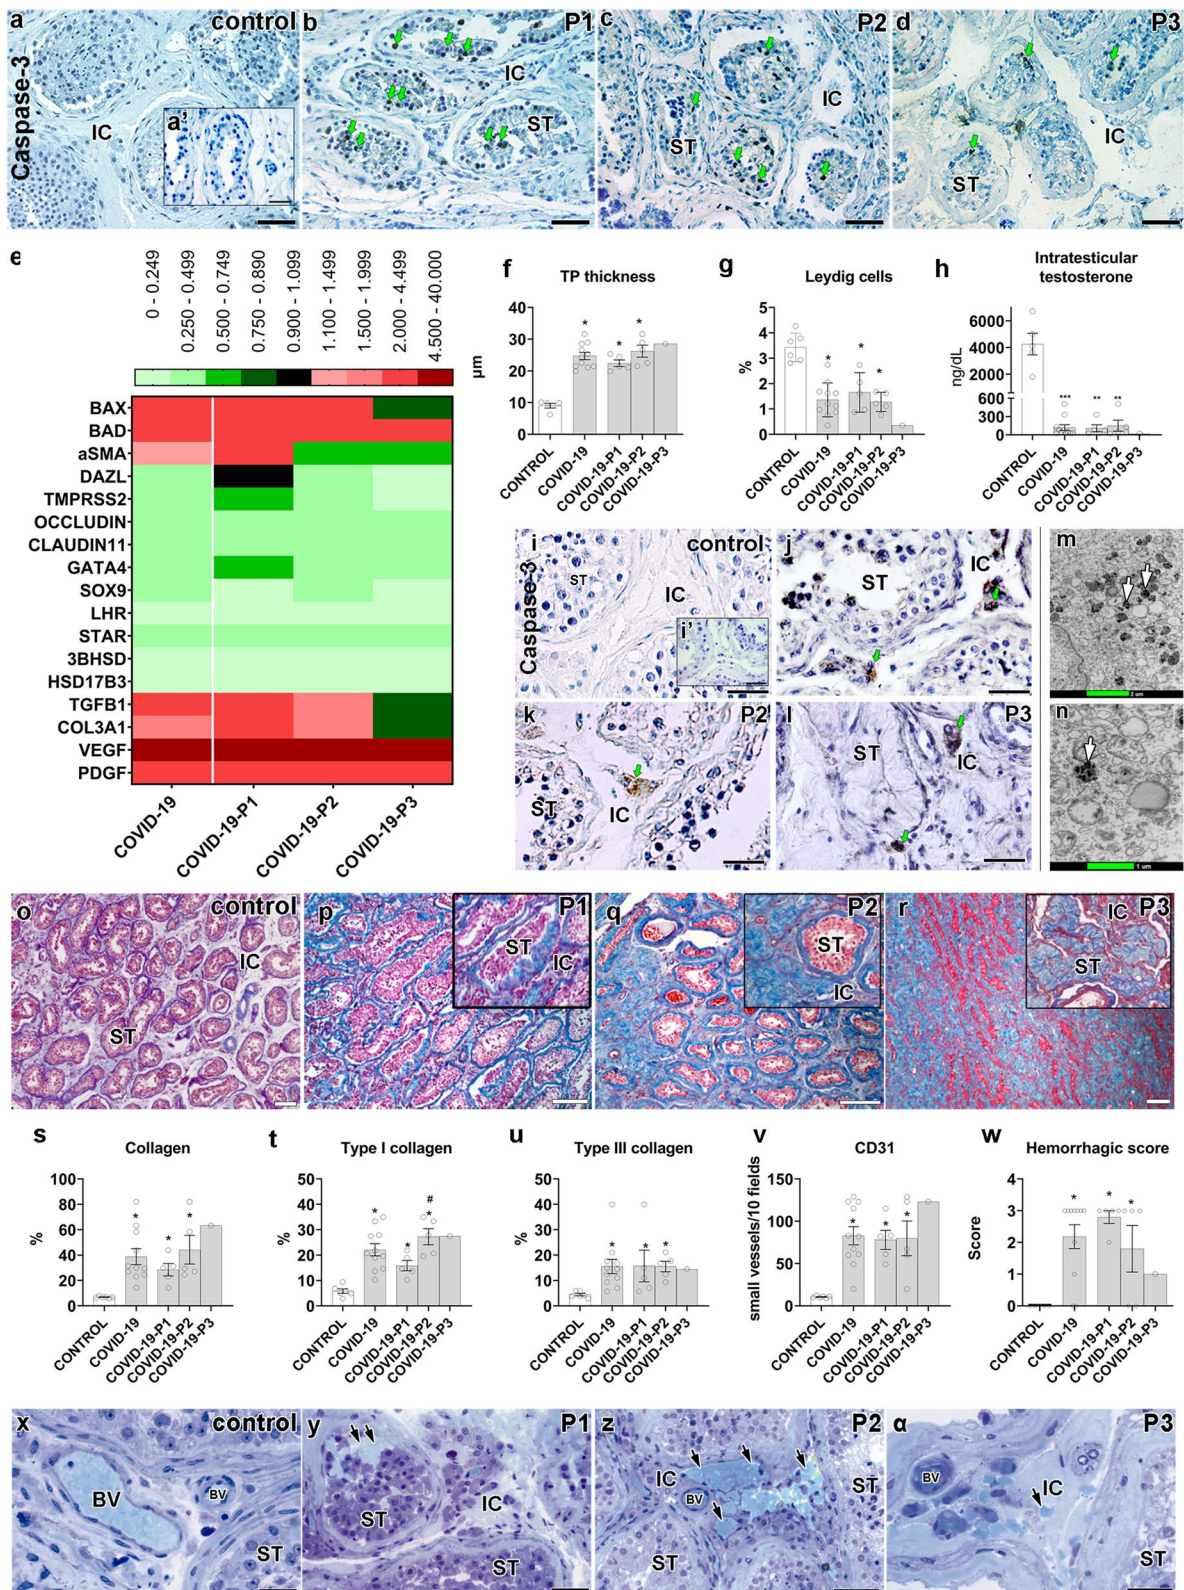 a control b P1 c P2 d P3
Caspase-3
IC a' IC ST ST IC ST IC
e
0 - 0.249
0.250 - 0.499
0.500 - 0.749
0.750 - 0.890
0.900 - 1.099
1.100 - 1.499
1.500 - 1.999
2.000 - 4.499
4.500 - 40.000
BAX
BAD
aSMA
DAZL
TMPRSS2
OCCLUDIN
CLAUDIN11
GATA4
SOX9
LHR
STAR
3BHSD
HSD17B3
TGFB1
COL3A1
VEGF
PDGF
COVID-19 COVID-19-P1 COVID-19-P2 COVID-19-P3
f TP thickness
µm
40
30
20
10
0
* * *
CONTROL COVID-19 COVID-19-P1 COVID-19-P2 COVID-19-P3
g Leydig cells
%
5
4
3
2
1
0
* * *
CONTROL COVID-19 COVID-19-P1 COVID-19-P2 COVID-19-P3
h Intratesticular
testosterone
ng/dL
6000
4000
2000
600
300
0
*** ** **
CONTROL COVID-19 COVID-19-P1 COVID-19-P2 COVID-19-P3
i control j m
Caspase-3
ST IC i' ST IC
2 um
k P2 l P3 n
ST IC ST IC
1 um
o control p P1 q P2 r P3
ST IC ST IC ST IC IC ST
s Collagen
%
100
80
60
40
20
0
* * *
CONTROL COVID-19 COVID-19-P1 COVID-19-P2 COVID-19-P3
t Type I collagen
%
50
40
30
20
10
0
* * # *
CONTROL COVID-19 COVID-19-P1 COVID-19-P2 COVID-19-P3
u Type III collagen
%
50
40
30
20
10
0
* * *
CONTROL COVID-19 COVID-19-P1 COVID-19-P2 COVID-19-P3
v CD31
small vessels/10 fields
150
100
50
0
* * *
CONTROL COVID-19 COVID-19-P1 COVID-19-P2 COVID-19-P3
w Hemorrhagic score
Score
4
3
2
1
0
* * *
CONTROL COVID-19 COVID-19-P1 COVID-19-P2 COVID-19-P3
x control y P1 z P2 α P3
BV BV ST ST IC IC BV ST ST BV IC ST